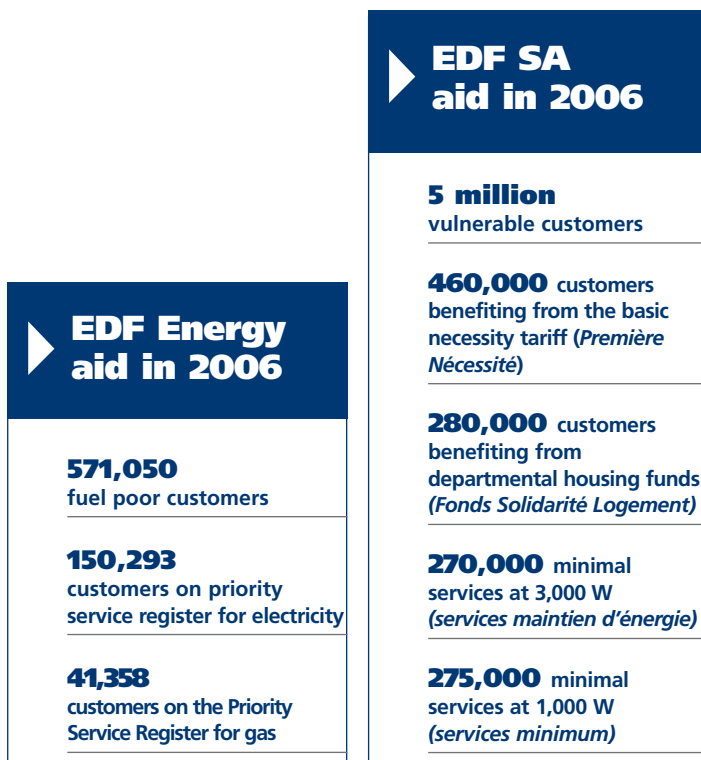 EDF Energy
aid in 2006
571,050
fuel poor customers
150,293
customers on priority
service register for electricity
41,358
customers on the Priority
Service Register for gas
EDF SA
aid in 2006
5 million
vulnerable customers
460,000 customers
benefiting from the basic
necessity tariff (Première
Nécessité)
280,000 customers
benefiting from
departmental housing funds
(Fonds Solidarité Logement)
270,000 minimal
services at 3,000 W
(services maintien d'énergie)
275,000 minimal
services at 1,000 W
(services minimum)